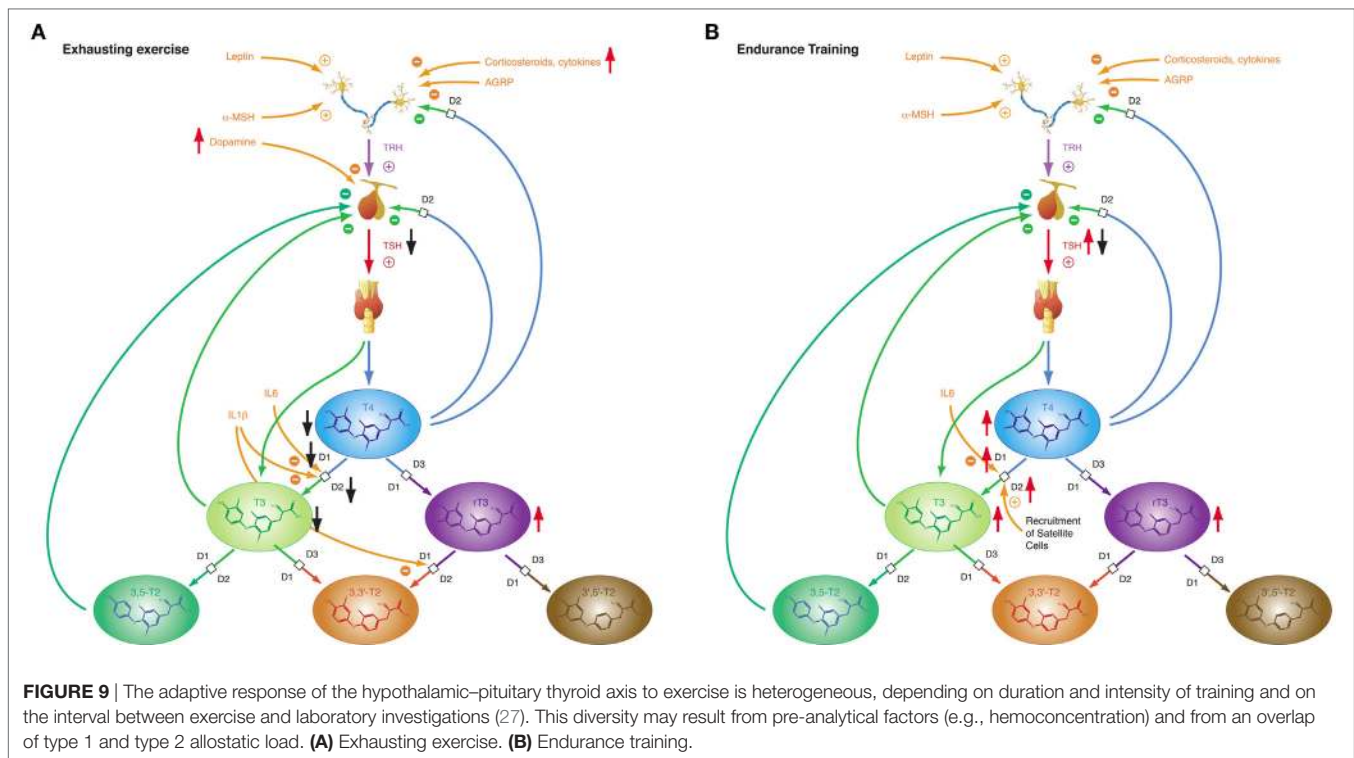 A
Exhausting exercise
Leptin
Corticosteroids, cytokines
AGRP
D2
α-MSH
Dopamine
TRH
D2
TSH
IL6
IL1β
T4
D1
D2
D3
D1
T3
rT3
D1
D2
D3
D1
D1
D2
D3
D1
3,5-T2
3,3'-T2
3',5'-T2
B
Endurance Training
Leptin
Corticosteroids, cytokines
AGRP
D2
α-MSH
TRH
D2
TSH
IL6
T4
D1
D2
D3
D1
T3
rT3
Recruitment
of Satellite
Cells
D1
D2
D3
D1
D1
D2
D3
D1
3,5-T2
3,3'-T2
3',5'-T2
FIGURE 9 | The adaptive response of the hypothalamic–pituitary thyroid axis to exercise is heterogeneous, depending on duration and intensity of training and on
the interval between exercise and laboratory investigations (27). This diversity may result from pre-analytical factors (e.g., hemoconcentration) and from an overlap
of type 1 and type 2 allostatic load. (A) Exhausting exercise. (B) Endurance training.